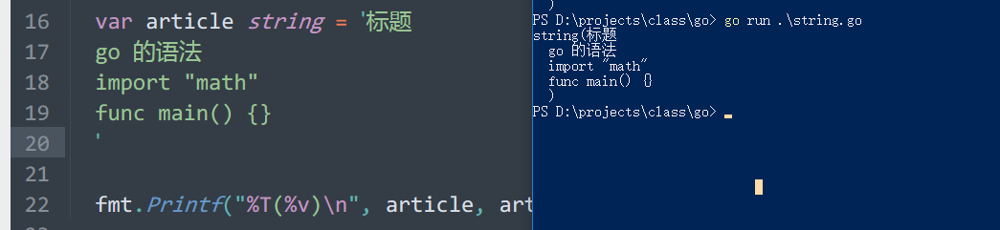 16 var article string = `标题
17 go 的语法
18 import "math"
19 func main() {}
20 `
21
22 fmt.Printf("%T(%v)\n", article, art
)
PS D:\projects\class\go> go run .\string.go
string(标题
go 的语法
import "math"
func main() {}
)
PS D:\projects\class\go>